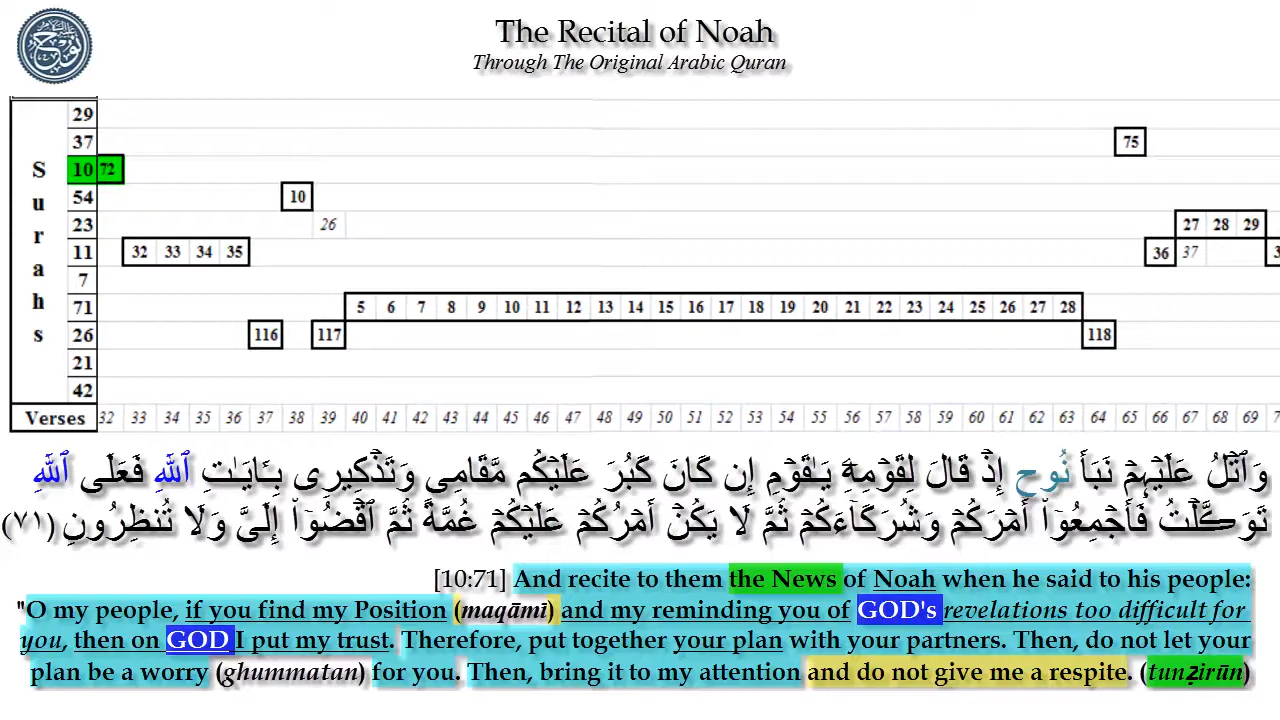 نوح
The Recital of Noah
Through The Original Arabic Quran
Surahs
29
37 75
10 72
54 10
23 26 27 28 29
11 32 33 34 35 36 37 3
7
71 5 6 7 8 9 10 11 12 13 14 15 16 17 18 19 20 21 22 23 24 25 26 27 28
26 116 117 118
21
42
Verses 32 33 34 35 36 37 38 39 40 41 42 43 44 45 46 47 48 49 50 51 52 53 54 55 56 57 58 59 60 61 62 63 64 65 66 67 68 69 7
وَٱتْلُ عَلَيْهِمْ نَبَأَ نُوحٍ إِذْ قَالَ لِقَوْمِهِۦ يَـٰقَوْمِ إِن كَانَ كَبُرَ عَلَيْكُم مَّقَامِى وَتَذْكِيرِى بِـَٔايَـٰتِ ٱللَّهِ فَعَلَى ٱللَّهِ
تَوَكَّلْتُ فَأَجْمِعُوٓا۟ أَمْرَكُمْ وَشُرَكَآءَكُمْ ثُمَّ لَا يَكُنْ أَمْرُكُمْ عَلَيْكُمْ غُمَّةً ثُمَّ ٱقْضُوٓا۟ إِلَىَّ وَلَا تُنظِرُونِ (٧١)
[10:71] And recite to them the News of Noah when he said to his people:
"O my people, if you find my Position (maqāmi) and my reminding you of GOD's revelations too difficult for
you, then on GOD I put my trust. Therefore, put together your plan with your partners. Then, do not let your
plan be a worry (ghummatan) for you. Then, bring it to my attention and do not give me a respite. (tunẓirūn)